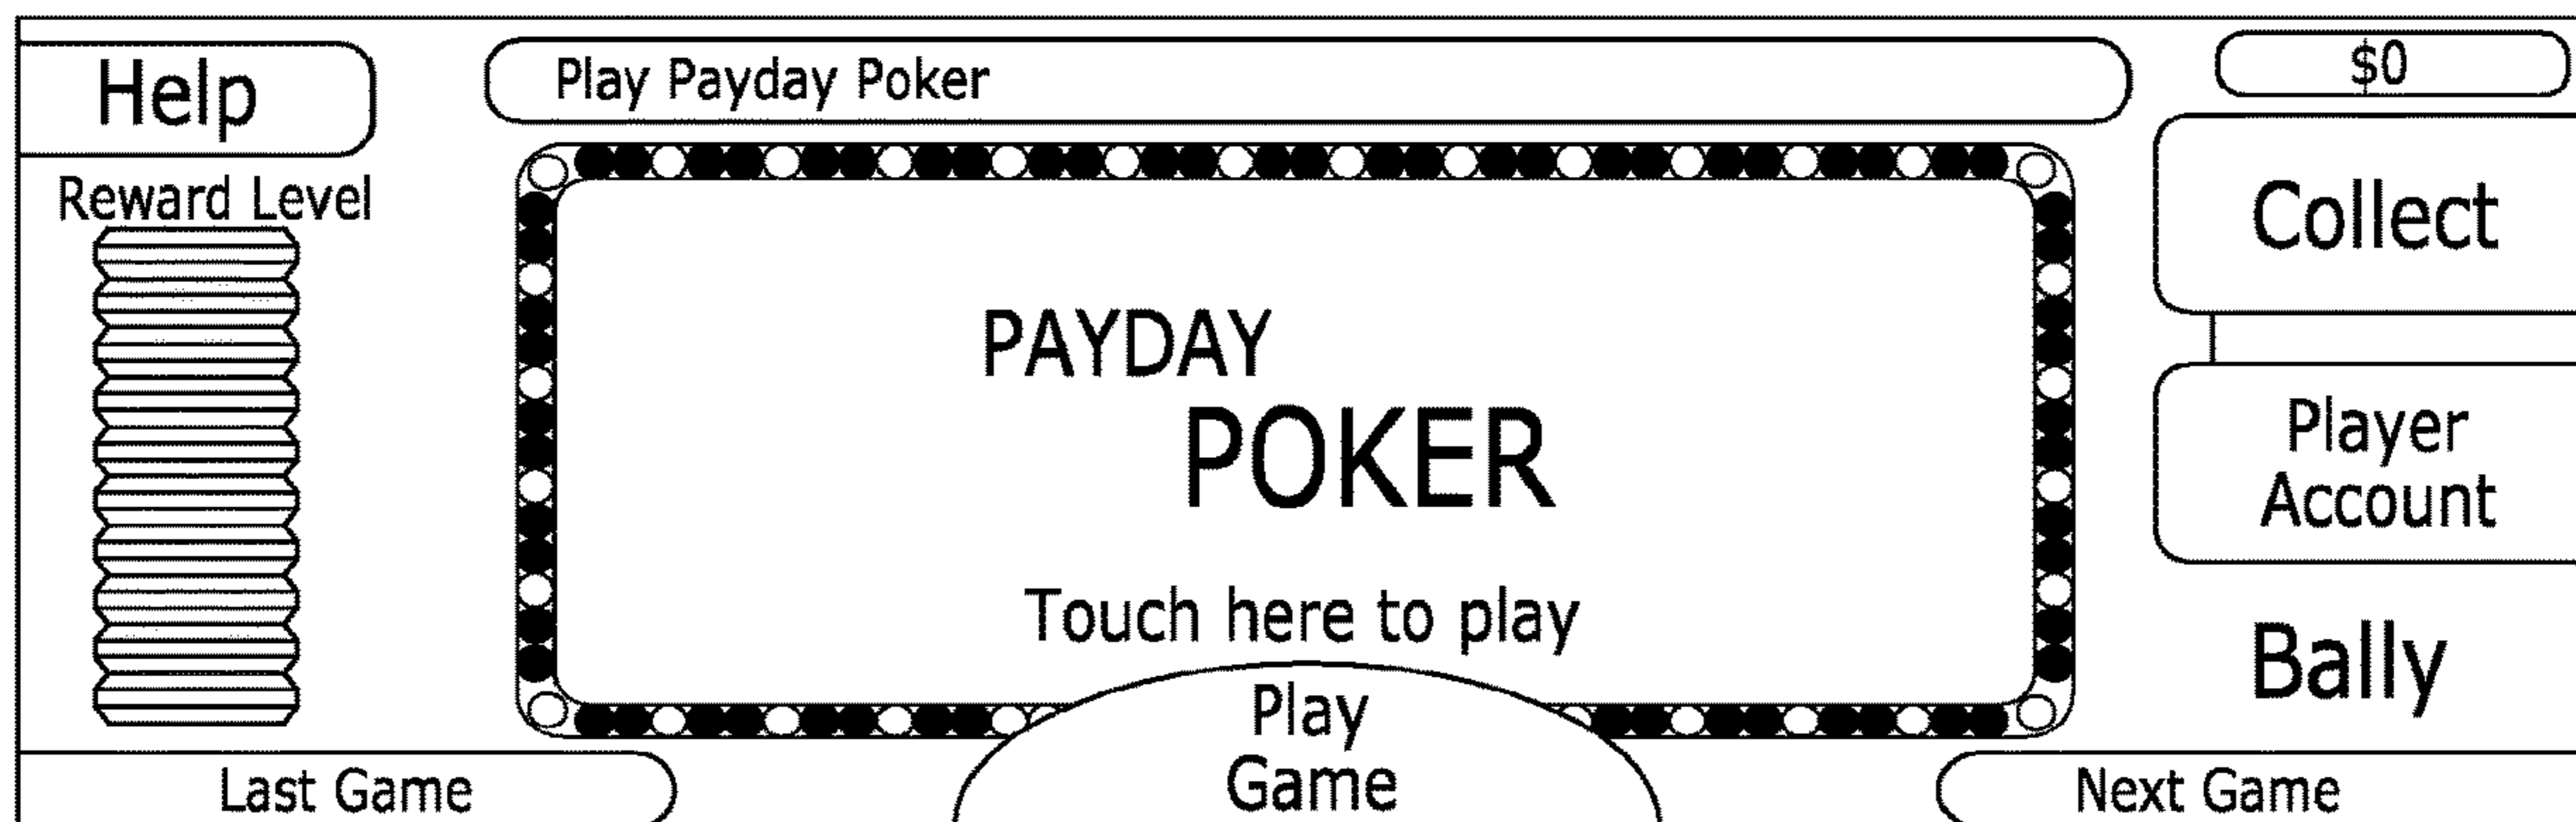 Help
Play Payday Poker
$0
Reward Level
Collect
PAYDAY
POKER
Touch here to play
Player
Account
Bally
Last Game
Play
Game
Next Game